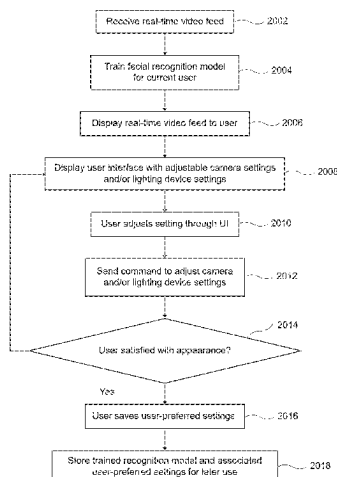 Receive real-time video feed
2002
Train facial recognition model
for current user
2004
Display real-time video feed to user
2006
Display user interface with adjustable camera settings
and/or lighting device settings
2008
User adjusts setting through UI
2010
Send command to adjust camera
and/or lighting device settings
2012
2014
User satisfied with appearance?
Yes
User saves user-preferred settings
2016
Store trained recognition model and associated
user-preferred settings for later use
2018